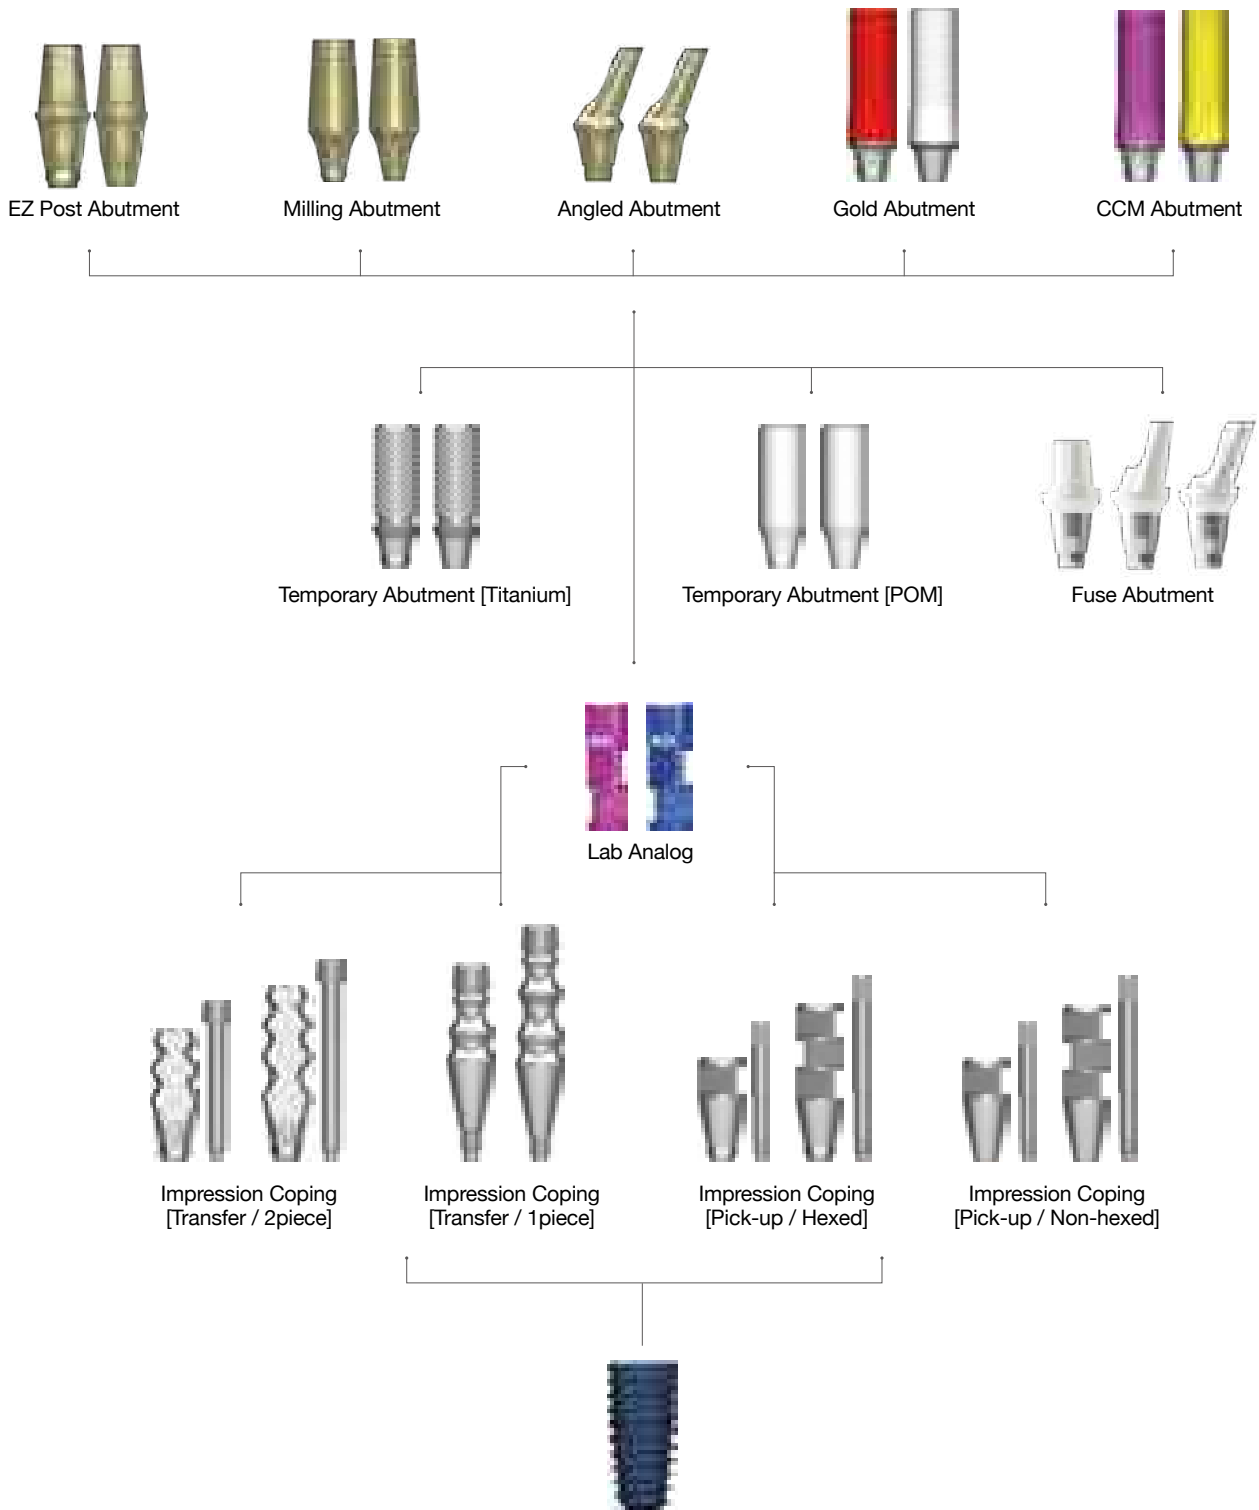 EZ Post Abutment
Milling Abutment
Angled Abutment
Gold Abutment
CCM Abutment
Temporary Abutment [Titanium]
Temporary Abutment [POM]
Fuse Abutment
Lab Analog
Impression Coping
[Transfer / 2piece]
Impression Coping
[Transfer / 1piece]
Impression Coping
[Pick-up / Hexed]
Impression Coping
[Pick-up / Non-hexed]